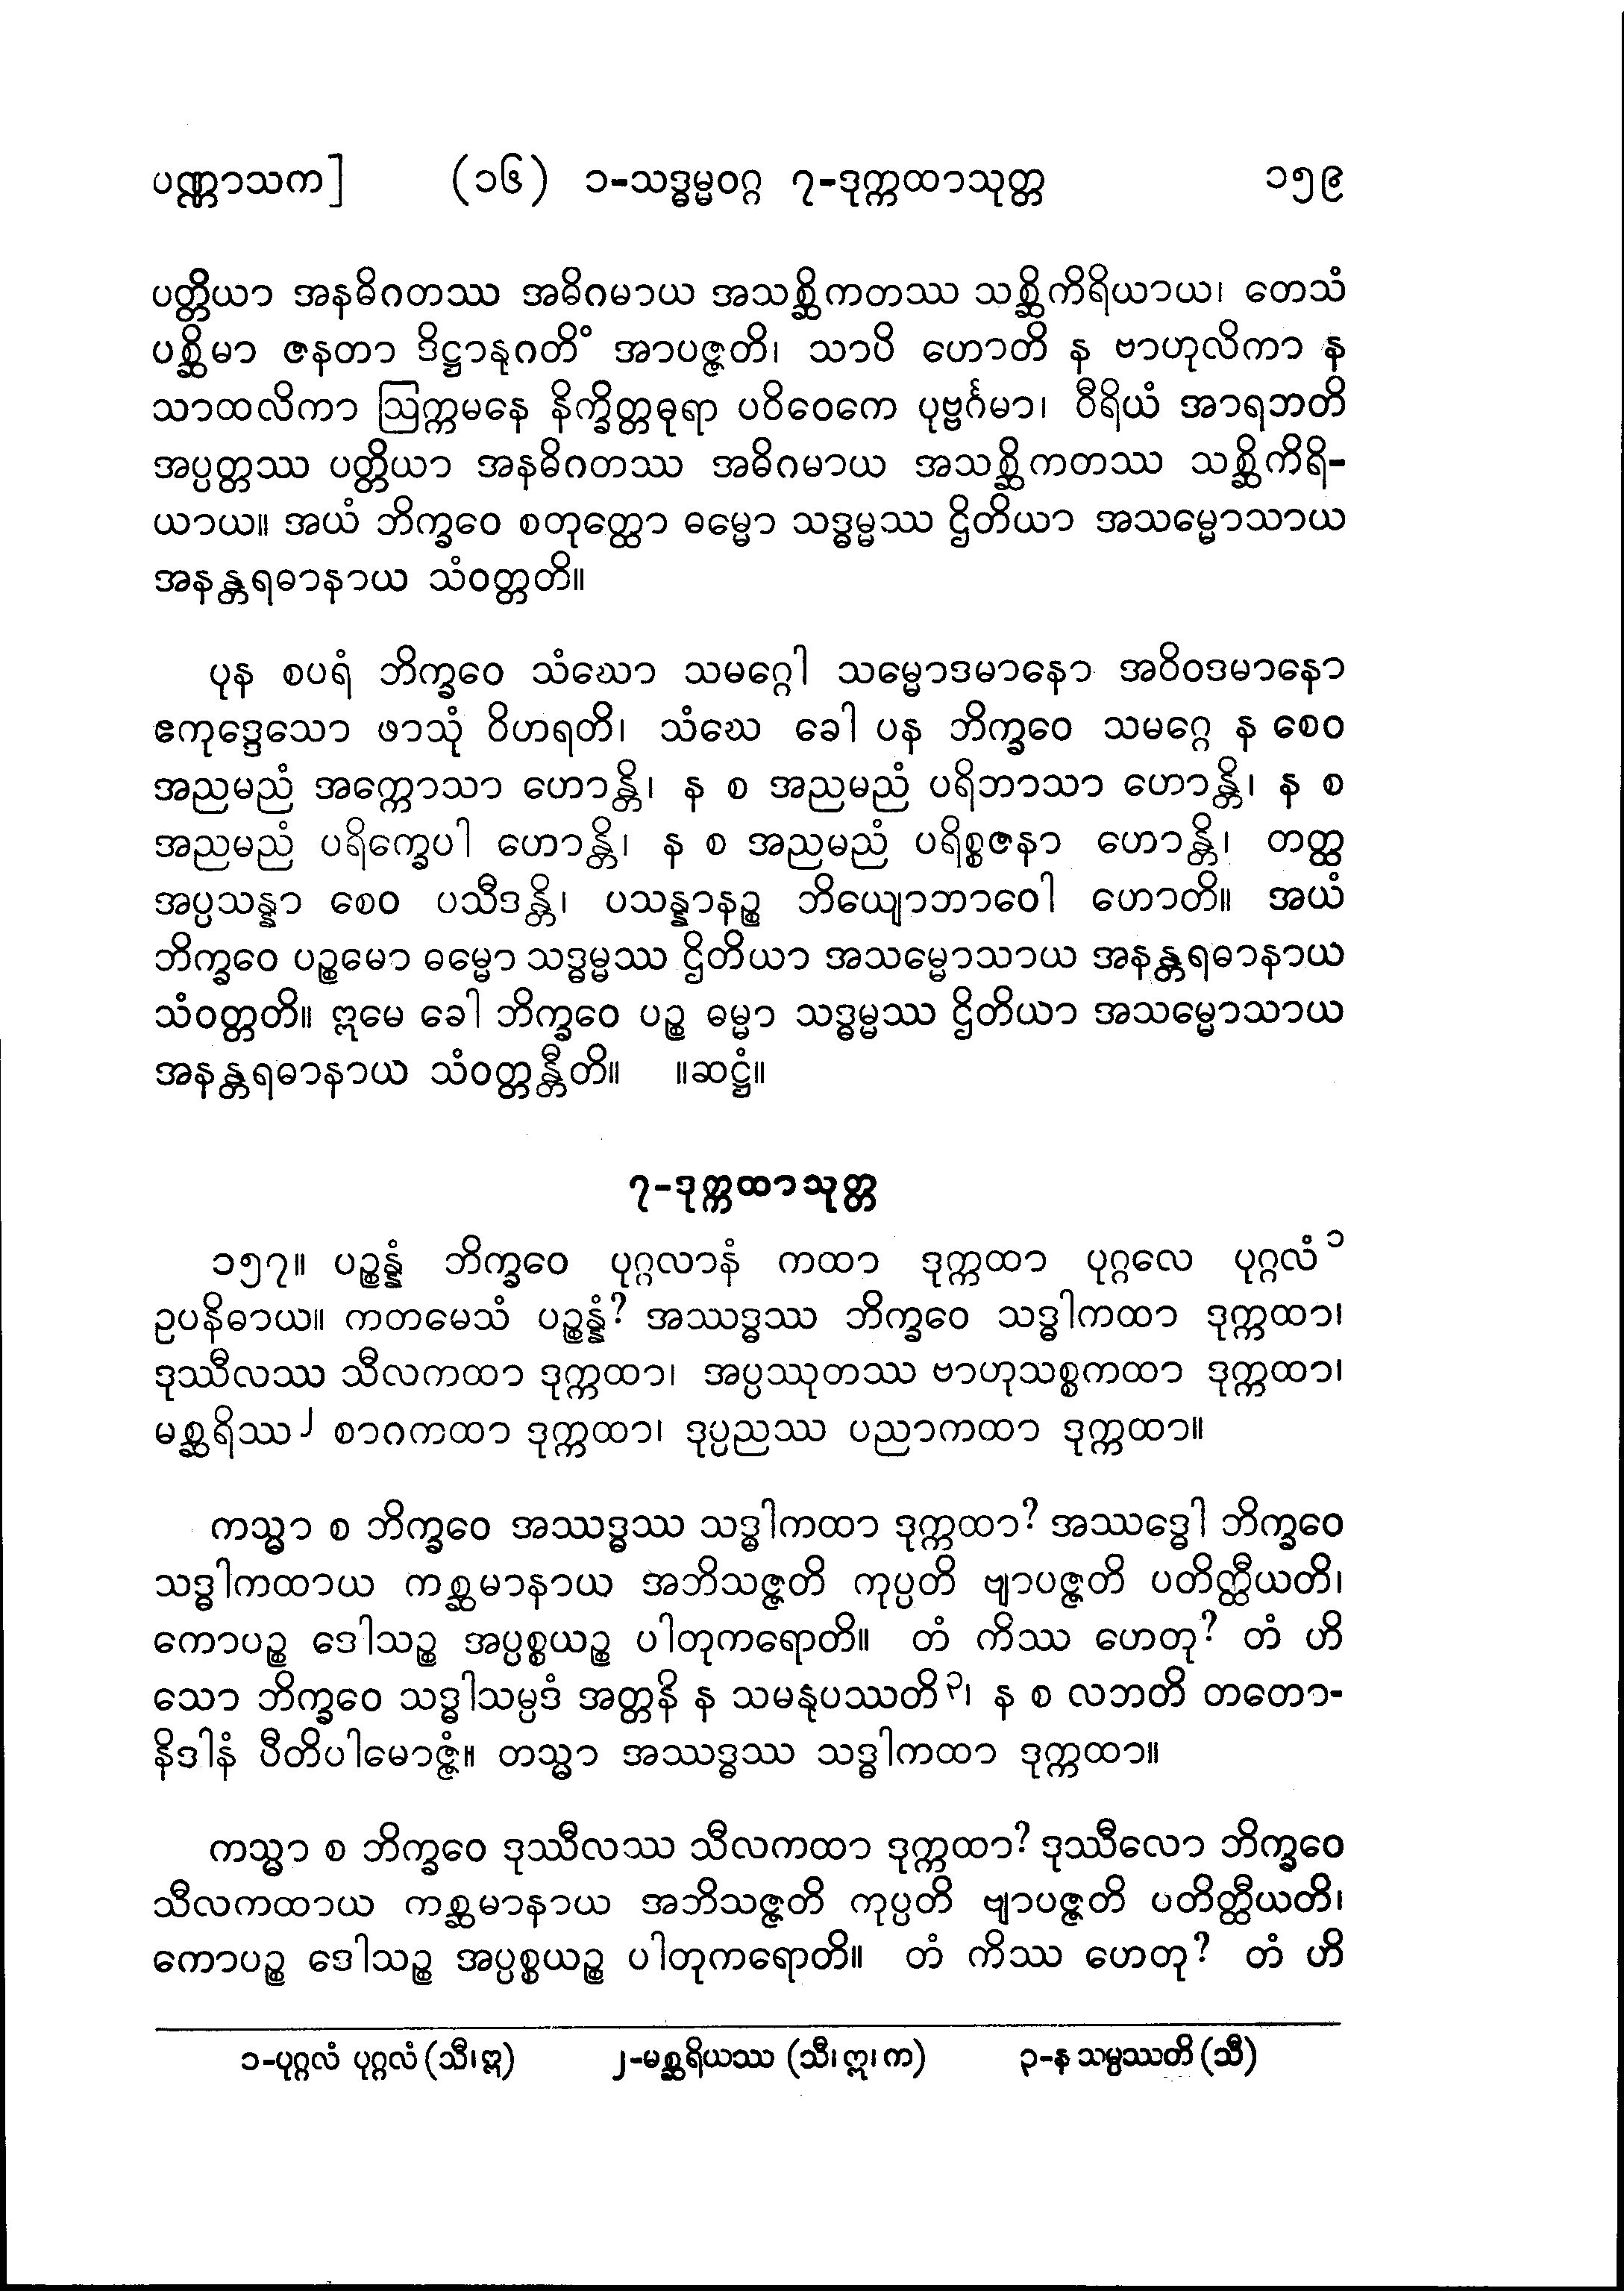 ပဏ္ဏာသက] (၁၆) ၁-သဒ္ဓမ္မဝဂ္ဂ ၇-ဒုက္ကထာသုတ္တ ၁၅၉
ပတ္တိယာ အနဓိဂတဿ အဓိဂမာယ အသစ္ဆိကတဿ သစ္ဆိကိရိယာယ၊ တေသံ
ပစ္ဆိမာ ဇနတာ ဒိဋ္ဌာနုဂတိံ အာပဇ္ဇတိ၊ သာပိ ဟောတိ န ဗာဟုလိကာ န
သာထလိကာ ဩက္ကမနေ နိက္ခိတ္တဓုရာ ပဝိဝေကေ ပုဗ္ဗင်္ဂမာ၊ ဝီရိယံ အာရဘတိ
အပ္ပတ္တဿ ပတ္တိယာ အနဓိဂတဿ အဓိဂမာယ အသစ္ဆိကတဿ သစ္ဆိကိရိ-
ယာယ။ အယံ ဘိက္ခဝေ စတုတ္ထော ဓမ္မော သဒ္ဓမ္မဿ ဌိတိယာ အသမ္မောသာယ
အနန္တရဓာနာယ သံဝတ္တတိ။
ပုန စပရံ ဘိက္ခဝေ သံဃော သမဂ္ဂေါ သမ္မောဒမာနော အဝိဝဒမာနော
ဧကုဒ္ဒေသော ဖာသုံ ဝိဟရတိ၊ သံဃေ ခေါ ပန ဘိက္ခဝေ သမဂ္ဂေ န စေဝ
အညမညံ အက္ကောသာ ဟောန္တိ၊ န စ အညမညံ ပရိဘာသာ ဟောန္တိ၊ န စ
အညမညံ ပရိက္ခေပါ ဟောန္တိ၊ န စ အညမညံ ပရိစ္စဇနာ ဟောန္တိ၊ တတ္ထ
အပ္ပသန္နာ စေဝ ပသီဒန္တိ၊ ပသန္နာနဉ္စ ဘိယျောဘာဝေါ ဟောတိ။ အယံ
ဘိက္ခဝေ ပဉ္စမော ဓမ္မော သဒ္ဓမ္မဿ ဌိတိယာ အသမ္မောသာယ အနန္တရဓာနာယ
သံဝတ္တတိ။ ဣမေ ခေါ ဘိက္ခဝေ ပဉ္စ ဓမ္မာ သဒ္ဓမ္မဿ ဌိတိယာ အသမ္မောသာယ
အနန္တရဓာနာယ သံဝတ္တန္တီတိ။ ။ဆဋ္ဌံ။
၇-ဒုက္ကထာသုတ္တ
၁၅၇။ ပဉ္စန္နံ ဘိက္ခဝေ ပုဂ္ဂလာနံ ကထာ ဒုက္ကထာ ပုဂ္ဂလေ ပုဂ္ဂလံ၁
ဥပနိဓာယ။ ကတမေသံ ပဉ္စန္နံ? အဿဒ္ဓဿ ဘိက္ခဝေ သဒ္ဓါကထာ ဒုက္ကထာ၊
ဒုဿီလဿ သီလကထာ ဒုက္ကထာ၊ အပ္ပဿုတဿ ဗာဟုသစ္စကထာ ဒုက္ကထာ၊
မစ္ဆရိဿ၂ စာဂကထာ ဒုက္ကထာ၊ ဒုပ္ပညဿ ပညာကထာ ဒုက္ကထာ။
ကသ္မာ စ ဘိက္ခဝေ အဿဒ္ဓဿ သဒ္ဓါကထာ ဒုက္ကထာ? အဿဒ္ဓေါ ဘိက္ခဝေ
သဒ္ဓါကထာယ ကစ္ဆမာနာယ အဘိသဇ္ဇတိ ကုပ္ပတိ ဗျာပဇ္ဇတိ ပတိတ္ထီယတိ၊
ကောပဉ္စ ဒေါသဉ္စ အပ္ပစ္စယဉ္စ ပါတုကရောတိ။ တံ ကိဿ ဟေတု? တံ ဟိ
သော ဘိက္ခဝေ သဒ္ဓါသမ္ပဒံ အတ္တနိ န သမနုပဿတိ၃၊ န စ လဘတိ တတော-
နိဒါနံ ပီတိပါမောဇ္ဇံ။ တသ္မာ အဿဒ္ဓဿ သဒ္ဓါကထာ ဒုက္ကထာ။
ကသ္မာ စ ဘိက္ခဝေ ဒုဿီလဿ သီလကထာ ဒုက္ကထာ? ဒုဿီလော ဘိက္ခဝေ
သီလကထာယ ကစ္ဆမာနာယ အဘိသဇ္ဇတိ ကုပ္ပတိ ဗျာပဇ္ဇတိ ပတိတ္ထီယတိ၊
ကောပဉ္စ ဒေါသဉ္စ အပ္ပစ္စယဉ္စ ပါတုကရောတိ။ တံ ကိဿ ဟေတု? တံ ဟိ
၁-ပုဂ္ဂလံ ပုဂ္ဂလံ (သီ၊ဣ) ၂-မစ္ဆရိယဿ (သီ၊ ဣ၊ က) ၃-န သမ္ပဿတိ (သီ)